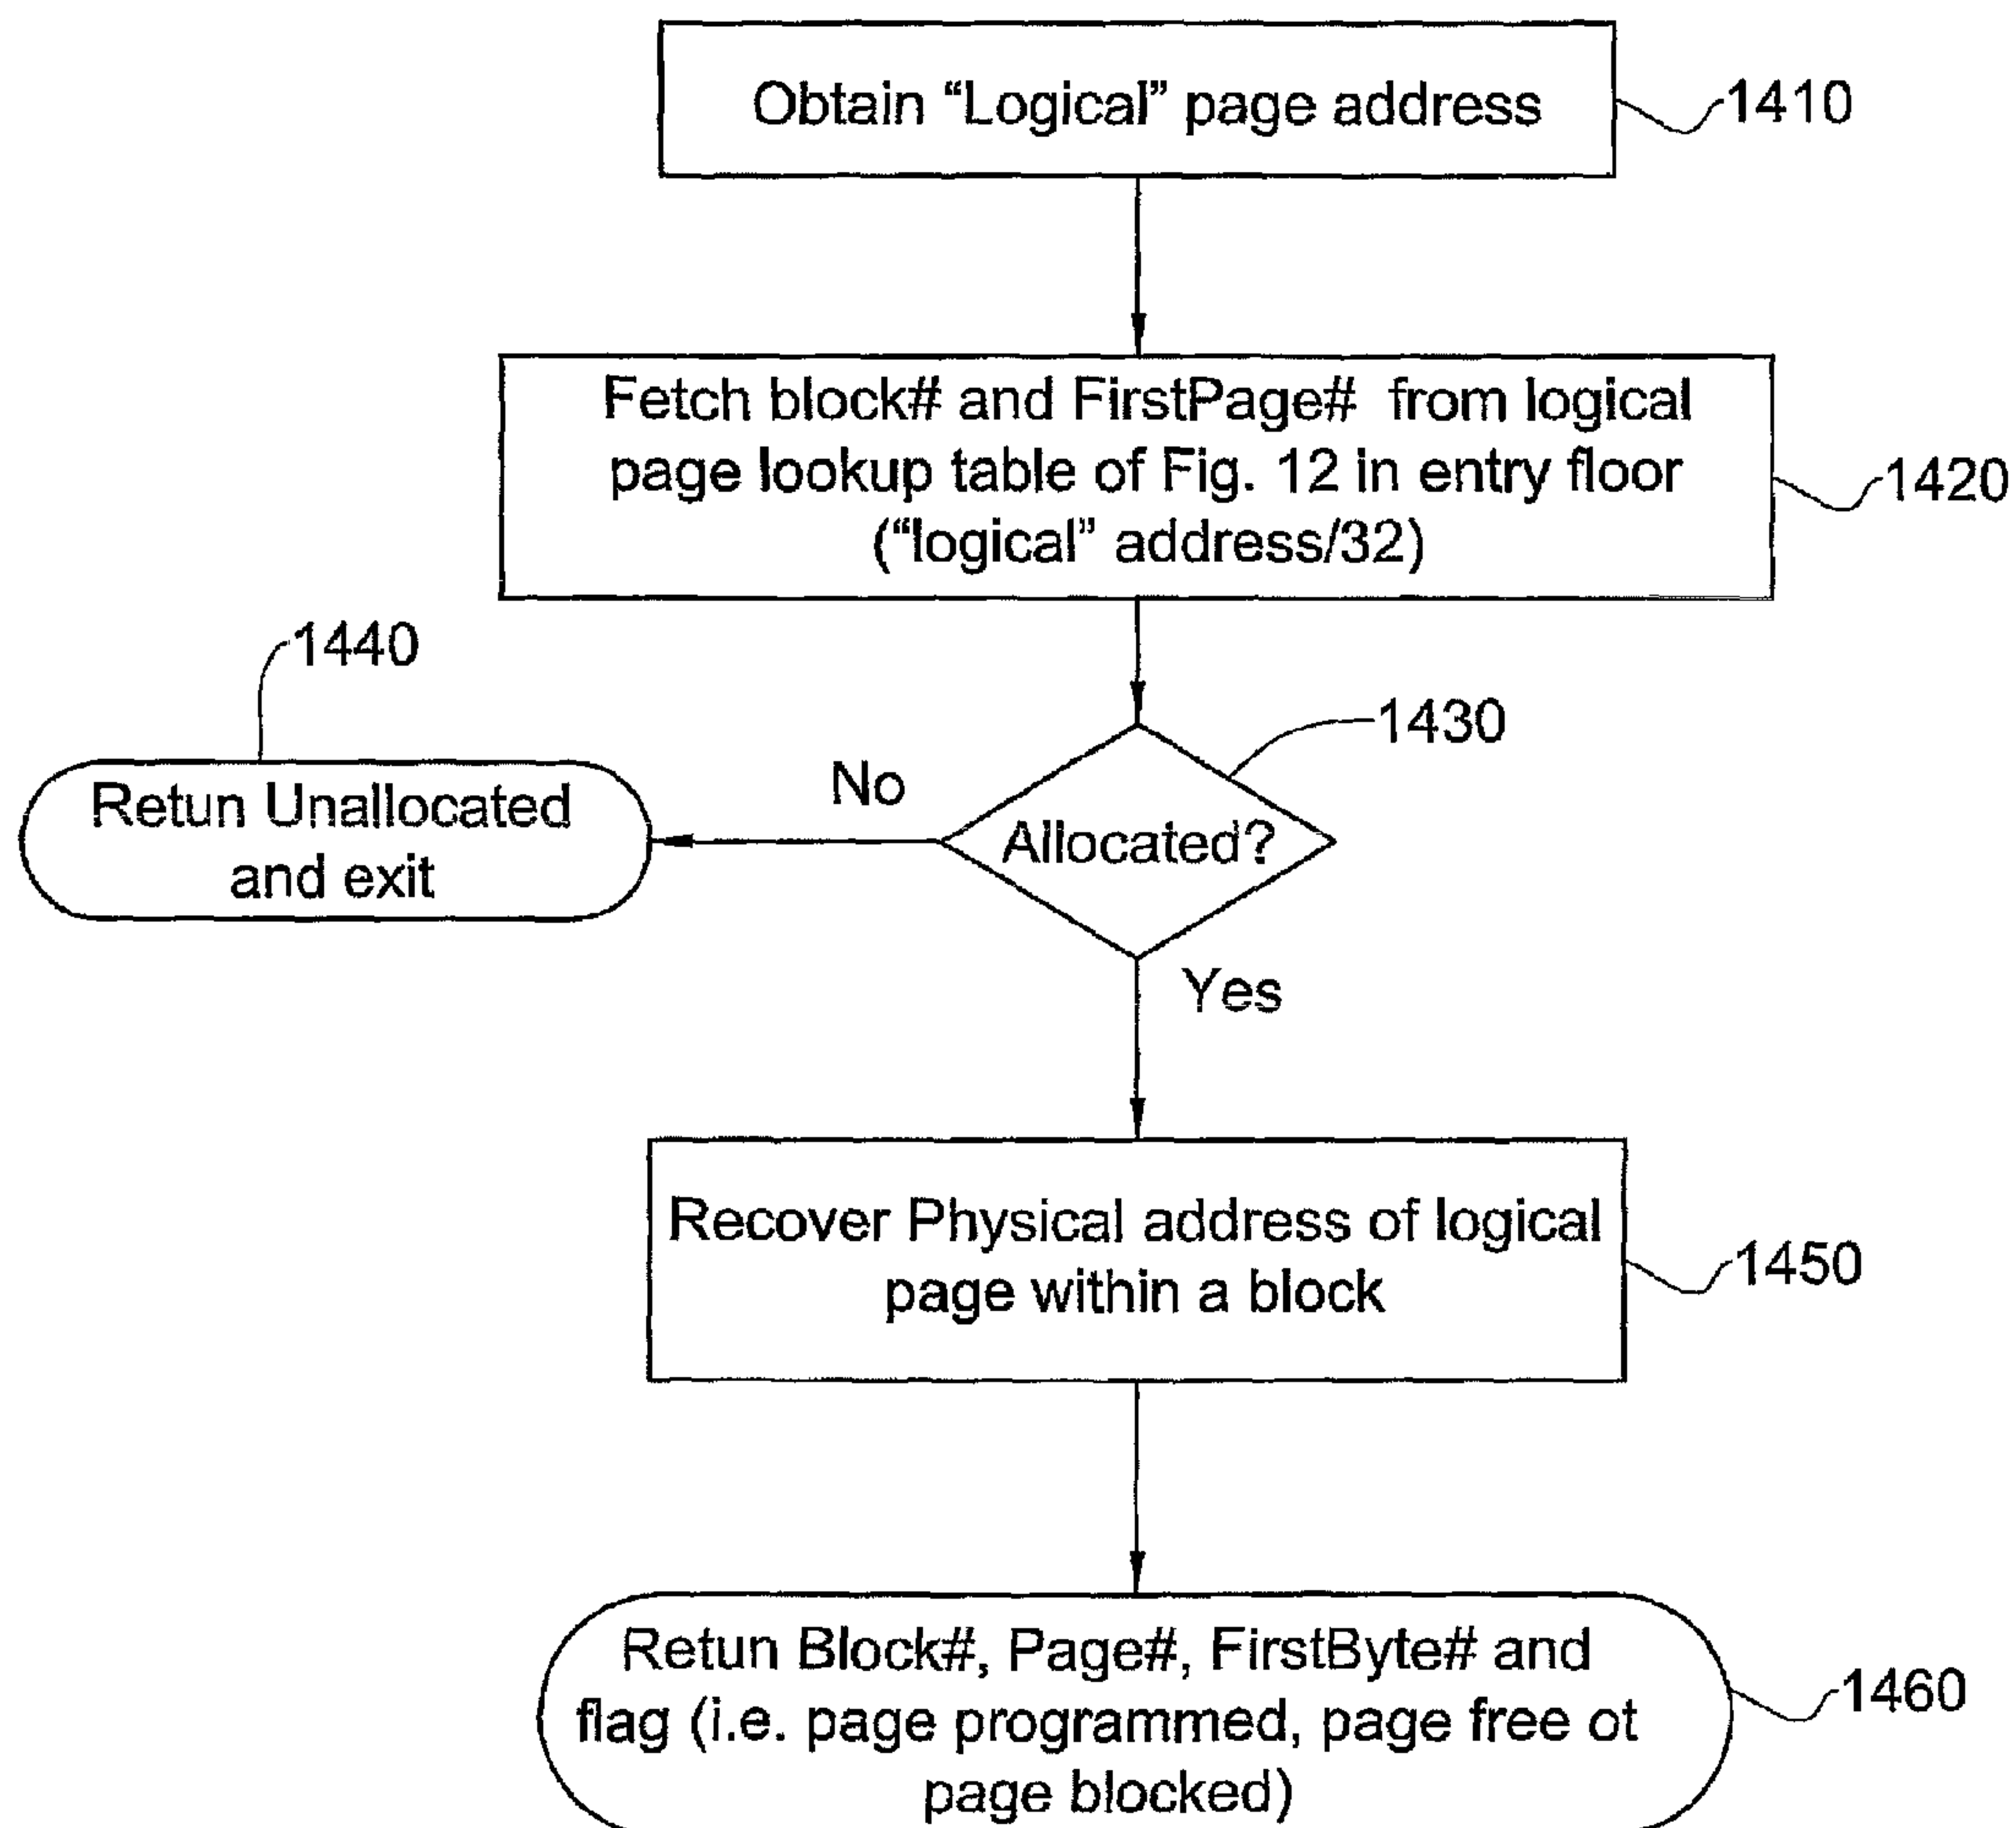 Obtain “Logical” page address
1410
Fetch block# and FirstPage# from logical
page lookup table of Fig. 12 in entry floor
(“logical” address/32)
1420
1440
1430
No
Retun Unallocated
and exit
Allocated?
Yes
Recover Physical address of logical
page within a block
1450
Retun Block#, Page#, FirstByte# and
flag (i.e. page programmed, page free ot
page blocked)
1460